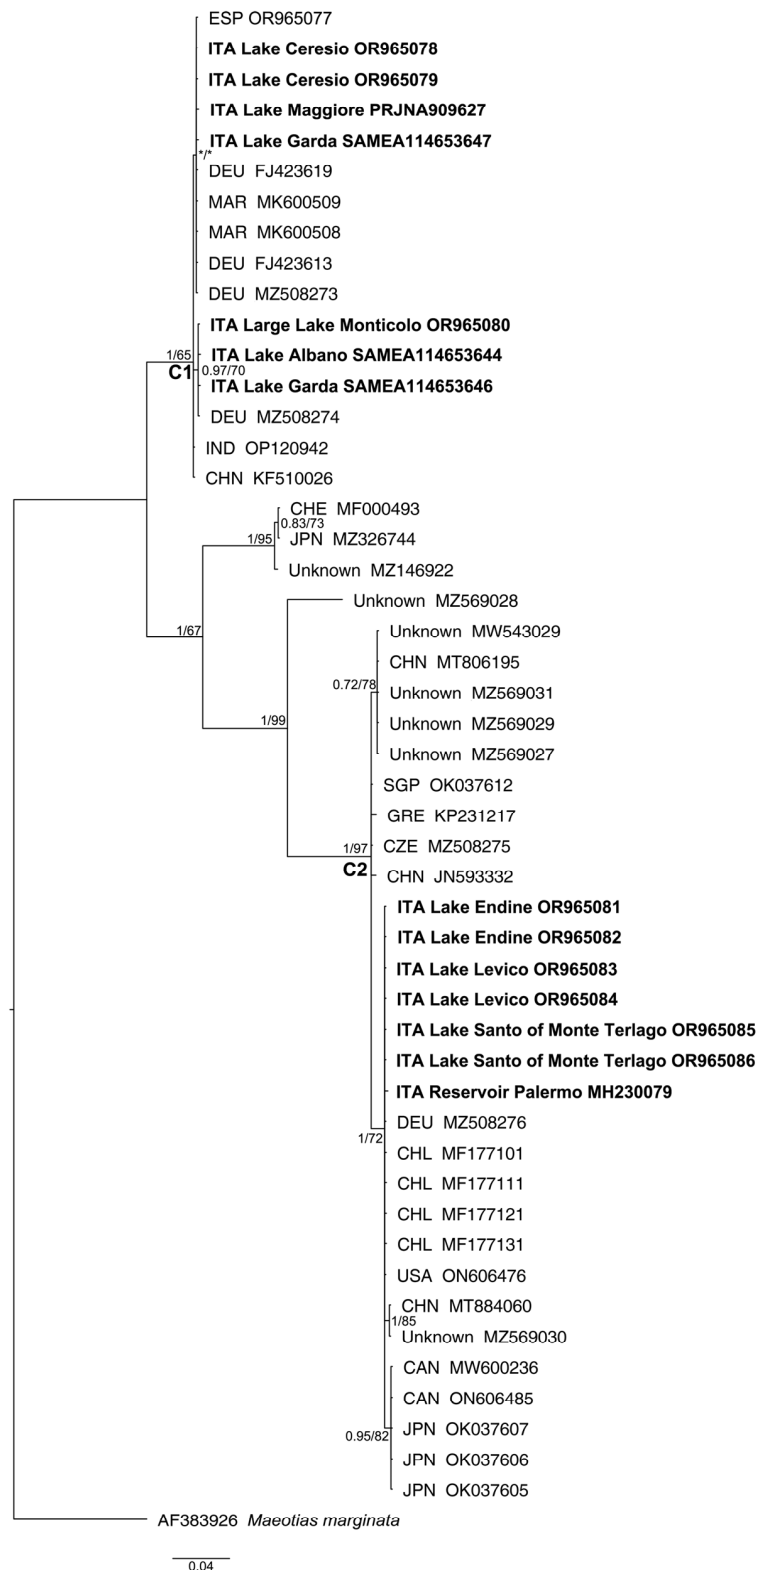 ESP OR965077
ITA Lake Ceresio OR965078
ITA Lake Ceresio OR965079
ITA Lake Maggiore PRJNA909627
ITA Lake Garda SAMEA114653647
*/*
DEU FJ423619
MAR MK600509
MAR MK600508
DEU FJ423613
DEU MZ508273
ITA Large Lake Monticolo OR965080
1/65
ITA Lake Albano SAMEA114653644
C1
0.97/70
ITA Lake Garda SAMEA114653646
DEU MZ508274
IND OP120942
CHN KF510026
CHE MF000493
0.83/73
1/95
JPN MZ326744
Unknown MZ146922
Unknown MZ569028
1/67
Unknown MW543029
CHN MT806195
0.72/78
Unknown MZ569031
1/99
Unknown MZ569029
Unknown MZ569027
SGP OK037612
GRE KP231217
1/97
CZE MZ508275
C2
CHN JN593332
ITA Lake Endine OR965081
ITA Lake Endine OR965082
ITA Lake Levico OR965083
ITA Lake Levico OR965084
ITA Lake Santo of Monte Terlago OR965085
ITA Lake Santo of Monte Terlago OR965086
ITA Reservoir Palermo MH230079
DEU MZ508276
1/72
CHL MF177101
CHL MF177111
CHL MF177121
CHL MF177131
USA ON606476
CHN MT884060
1/85
Unknown MZ569030
CAN MW600236
CAN ON606485
JPN OK037607
0.95/82
JPN OK037606
JPN OK037605
AF383926 Maeotias marginata
0.04